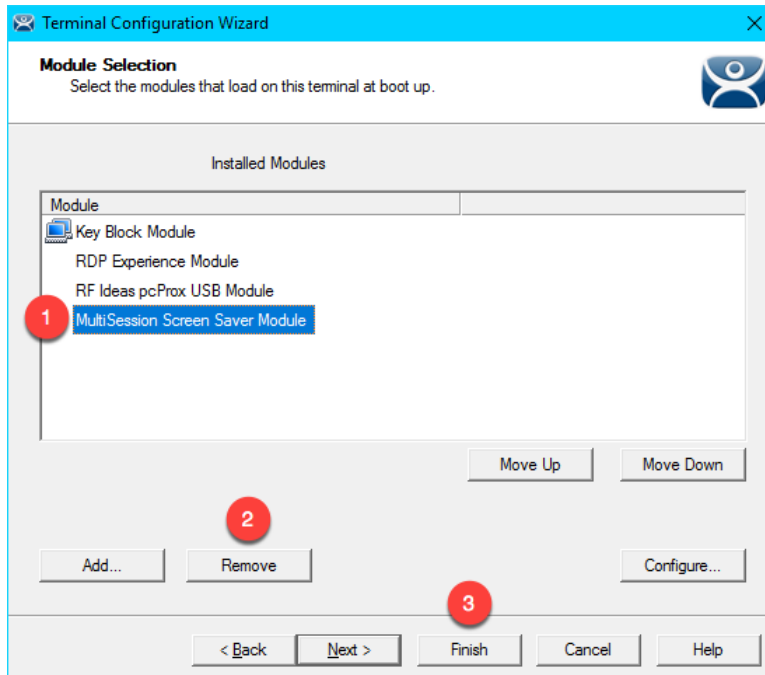 Terminal Configuration Wizard
Module Selection
Select the modules that load on this terminal at boot up.
Installed Modules
Module
Key Block Module
RDP Experience Module
RF Ideas pcProx USB Module
1 MultiSession Screen Saver Module
Move Up Move Down
2
Add... Remove Configure...
3
< Back Next > Finish Cancel Help